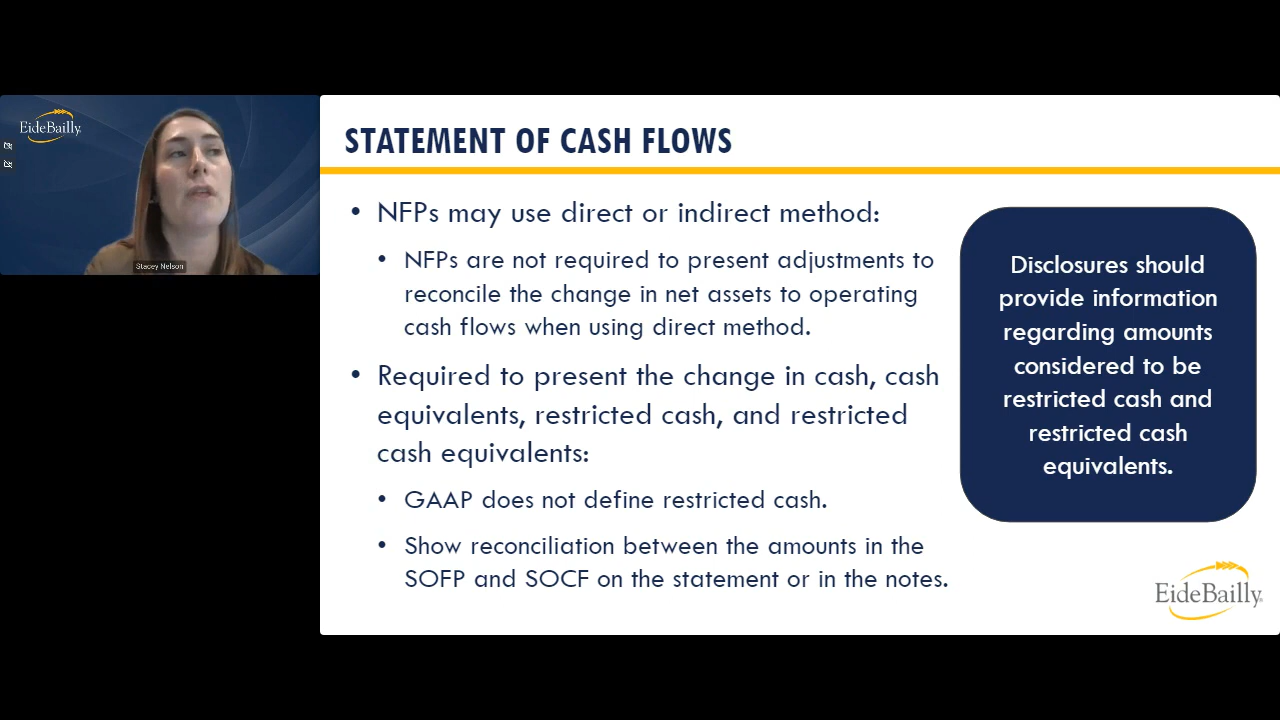 EideBailly
Stacey Nelson
STATEMENT OF CASH FLOWS
• NFPs may use direct or indirect method:
• NFPs are not required to present adjustments to
reconcile the change in net assets to operating
cash flows when using direct method.
• Required to present the change in cash, cash
equivalents, restricted cash, and restricted
cash equivalents:
• GAAP does not define restricted cash.
• Show reconciliation between the amounts in the
SOFP and SOCF on the statement or in the notes.
Disclosures should
provide information
regarding amounts
considered to be
restricted cash and
restricted cash
equivalents.
EideBailly